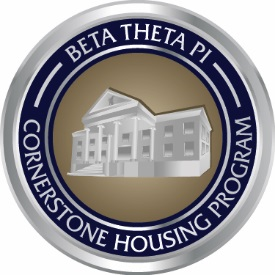 BETA THETA PI
CORNERSTONE HOUSING PROGRAM